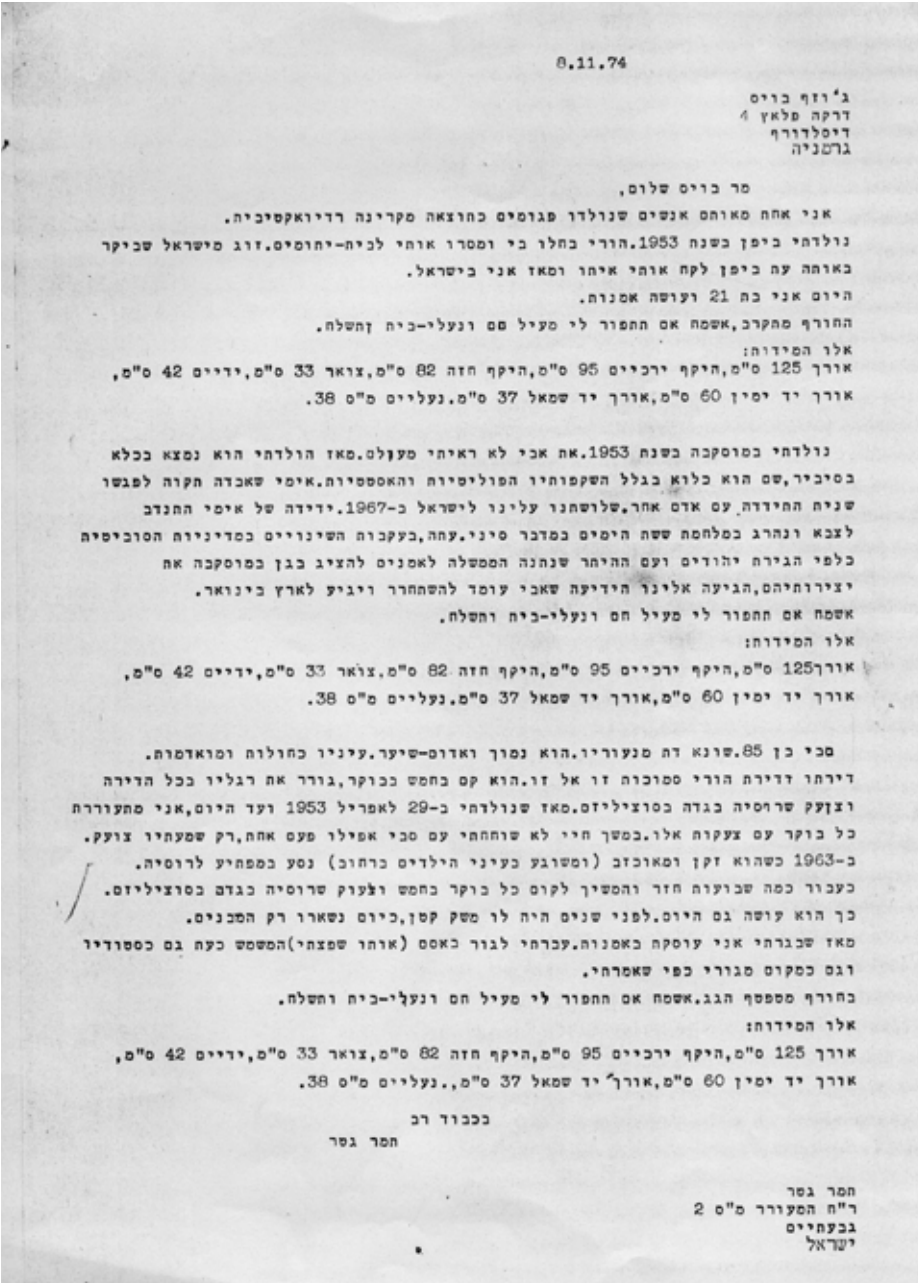 8.11.74
ג'וזף בויס
דרקה פלאץ 4
דיסלדורף
גרמניה
מר בויס שלום,
אני אחת מאותם אנשים שנולדו פגומים כתוצאה מקרינה רדיואקטיבית.
נולדתי ביפן בשנת 1953.הורי בחלו בי ומסרו אותי לבית-יתומים.זוג מישראל שביקר
באותה עת ביפן לקח אותי איתו ומאז אני בישראל.
היום אני בת 21 ועושה אמנות.
החורף מתקרב,אשמח אם תתפור לי מעיל חם ונעלי-בית ותשלח.
אלו המידות:
אורך 125 ס"מ,היקף ירכיים 95 ס"מ,היקף חזה 82 ס"מ,צואר 33 ס"מ,ידיים 42 ס"מ,
אורך יד ימין 60 ס"מ,אורך יד שמאל 37 ס"מ.נעליים מ"ס 38.
נולדתי במוסקבה בשנת 1953.את אבי לא ראיתי מעולם.מאז הולדתי הוא נמצא בכלא
בסיביר,שם הוא כלוא בגלל השקפותיו הפוליטיות והאסטטיות.אימי שאבדה תקוה לפגשו
שנית התידדה עם אדם אחר.שלושתנו עלינו לישראל ב-1967.ידידה של אימי התנדב
לצבא ונהרג במלחמת ששת הימים במדבר סיני.עתה,בעקבות השינויים במדיניות הסוביטית
כלפי הגירת יהודים ועם ההיתר שנתנה הממשלה לאמנים להציג בגן במוסקבה את
יצירותיהם,הגיעה אלינו הידיעה שאבי עומד להשתחרר ויגיע לארץ בינואר.
אשמח אם תתפור לי מעיל חם ונעלי-בית ותשלח.
אלו המידות:
אורך125 ס"מ,היקף ירכיים 95 ס"מ,היקף חזה 82 ס"מ,צואר 33 ס"מ,ידיים 42 ס"מ,
אורך יד ימין 60 ס"מ,אורך יד שמאל 37 ס"מ.נעליים מ"ס 38.
סבי בן 85.שונא דת מנעוריו.הוא נמוך ואדום-שיער.עיניו כחולות ומואדמות.
דירתו דדירת הורי סמוכות זו אל זו.הוא קם בחמש בבוקר,גורר את רגליו בכל הדירה
וצועק שרוסיה בגדה בסוציליזם.מאז שנולדתי ב-29 לאפריל 1953 ועד היום,אני מתעוררת
כל בוקר עם צעקות אלו.במשך חיי לא שוחחתי עם סבי אפילו פעם אחת,רק שמעתיו צועק.
ב-1963 כשהוא זקן ומאוכזב (ומשוגע בעיני הילדים ברחוב) נסע במפתיע לרוסיה.
כעבור כמה שבועות חזר והמשיך לקום כל בוקר בחמש ולצעוק שרוסיה בגדה בסוציליזם.
כך הוא עושה גם היום.לפני שנים היה לו משק קטן,כיום נשארו רק המבנים.
מאז שבגרתי אני עוסקת באמנות.עברתי לגור באסם (אותו שפצתי)המשמש כעת גם כסטודיו
וגם כמקום מגורי כפי שאמרתי.
בחורף מטפטף הגג.אשמח אם תתפור לי מעיל חם ונעלי-בית ותשלח.
אלו המידות:
אורך 125 ס"מ,היקף ירכיים 95 ס"מ,היקף חזה 82 ס"מ,צואר 33 ס"מ,ידיים 42 ס"מ,
אורך יד ימין 60 ס"מ,אורך יד שמאל 37 ס"מ,.נעליים מ"ס 38.
בכבוד רב
תמר גטר
תמר גטר
ר"ח המעורר מ"ס 2
גבעתיים
ישראל